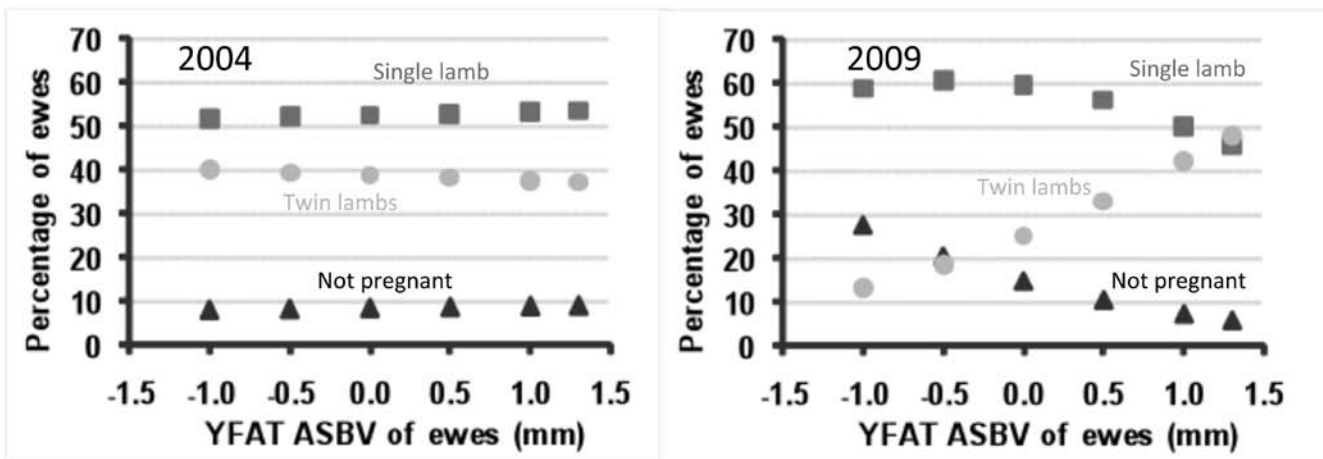 2004
70
60
50
40
30
20
10
0
Percentage of ewes
Single lamb
Twin lambs
Not pregnant
-1.5 -1.0 -0.5 0.0 0.5 1.0 1.5
YFAT ASBV of ewes (mm)
2009
70
60
50
40
30
20
10
0
Percentage of ewes
Single lamb
Twin lambs
Not pregnant
-1.5 -1.0 -0.5 0.0 0.5 1.0 1.5
YFAT ASBV of ewes (mm)